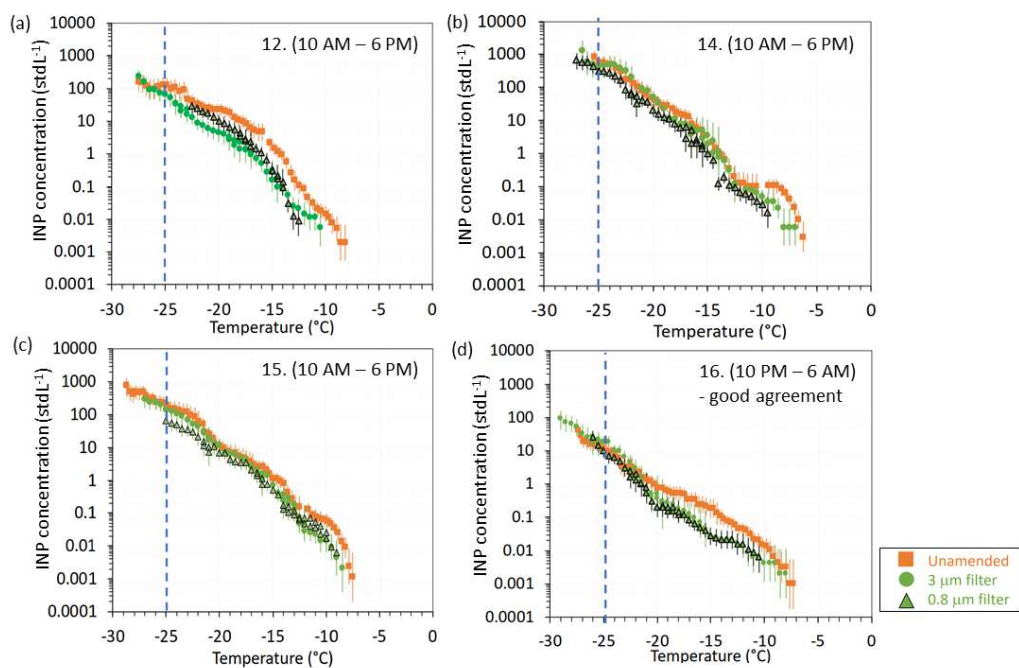 (a)
12. (10 AM – 6 PM)
INP concentration (stdL-1)
10000
1000
100
10
1
0.1
0.01
0.001
0.0001
-30 -25 -20 -15 -10 -5 0
Temperature (°C)
(b)
14. (10 AM – 6 PM)
INP concentration (stdL-1)
10000
1000
100
10
1
0.1
0.01
0.001
0.0001
-30 -25 -20 -15 -10 -5 0
Temperature (°C)
(c)
15. (10 AM – 6 PM)
INP concentration (stdL-1)
10000
1000
100
10
1
0.1
0.01
0.001
0.0001
-30 -25 -20 -15 -10 -5 0
Temperature (°C)
(d)
16. (10 PM – 6 AM)
- good agreement
INP concentration (stdL-1)
10000
1000
100
10
1
0.1
0.01
0.001
0.0001
-30 -25 -20 -15 -10 -5 0
Temperature (°C)
Unamended
3 μm filter
0.8 μm filter